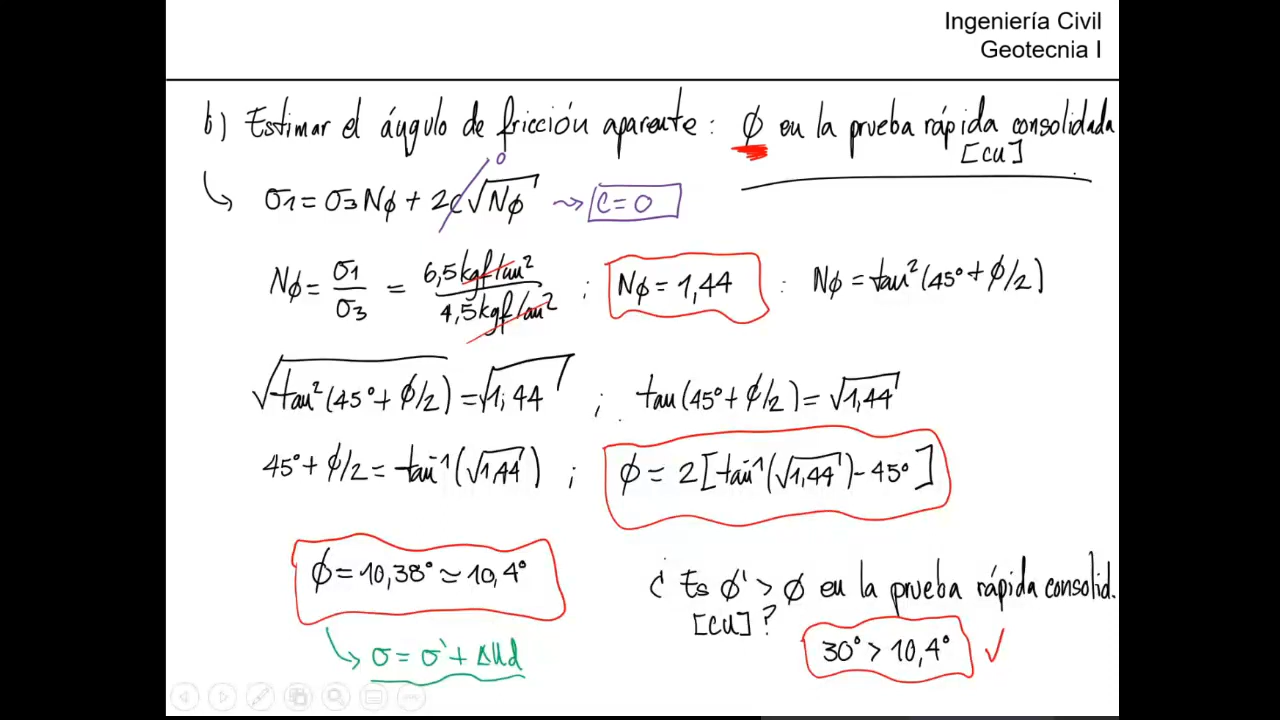 Ingeniería Civil
Geotecnia I
b) Estimar el ángulo de fricción aparente: ϕ en la prueba rápida consolidada
[CU]
σ1 = σ3 Nϕ + 2c√Nϕ 0 ⇝ C = 0
Nϕ = σ1/σ3 = 6,5 kgf/cm² / 4,5 kgf/cm² ; Nϕ = 1,44 : Nϕ = tan²(45° + ϕ/2)
√tan²(45° + ϕ/2) = √1,44 ; tan(45° + ϕ/2) = √1,44
45° + ϕ/2 = tan⁻¹(√1,44) ; ϕ = 2[tan⁻¹(√1,44) - 45°]
ϕ = 10,38° ≃ 10,4°
¿ Es ϕ' > ϕ en la prueba rápida consolid.
[CU] ?
30° > 10,4° ✓
σ = σ' + ΔUd